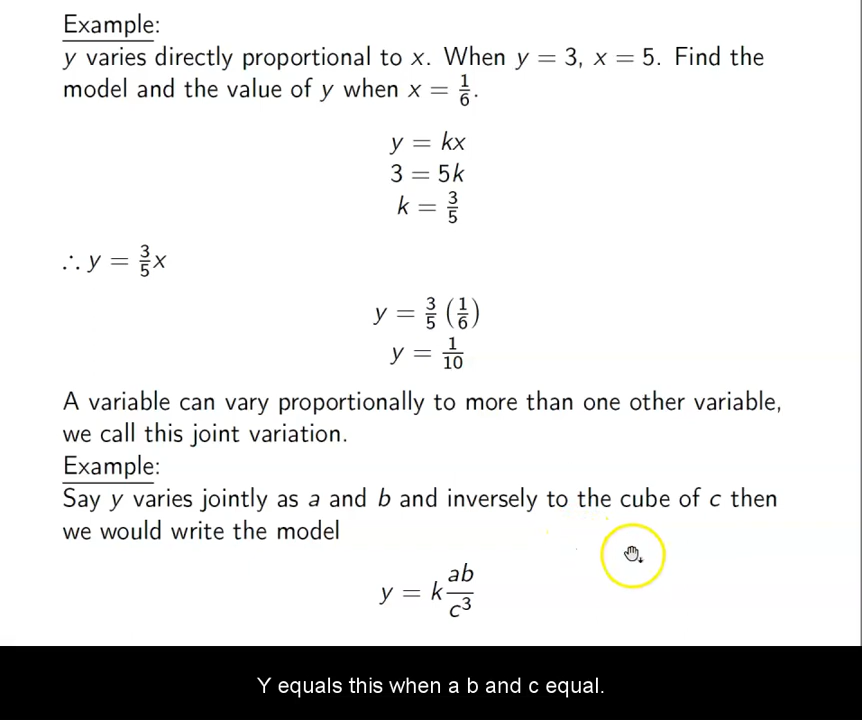 Example:
y varies directly proportional to x. When y = 3, x = 5. Find the
model and the value of y when x = 1/6.
y = kx
3 = 5k
k = 3/5
∴ y = 3/5x
y = 3/5 (1/6)
y = 1/10
A variable can vary proportionally to more than one other variable,
we call this joint variation.
Example:
Say y varies jointly as a and b and inversely to the cube of c then
we would write the model
y = k ab/c³
Y equals this when a b and c equal.